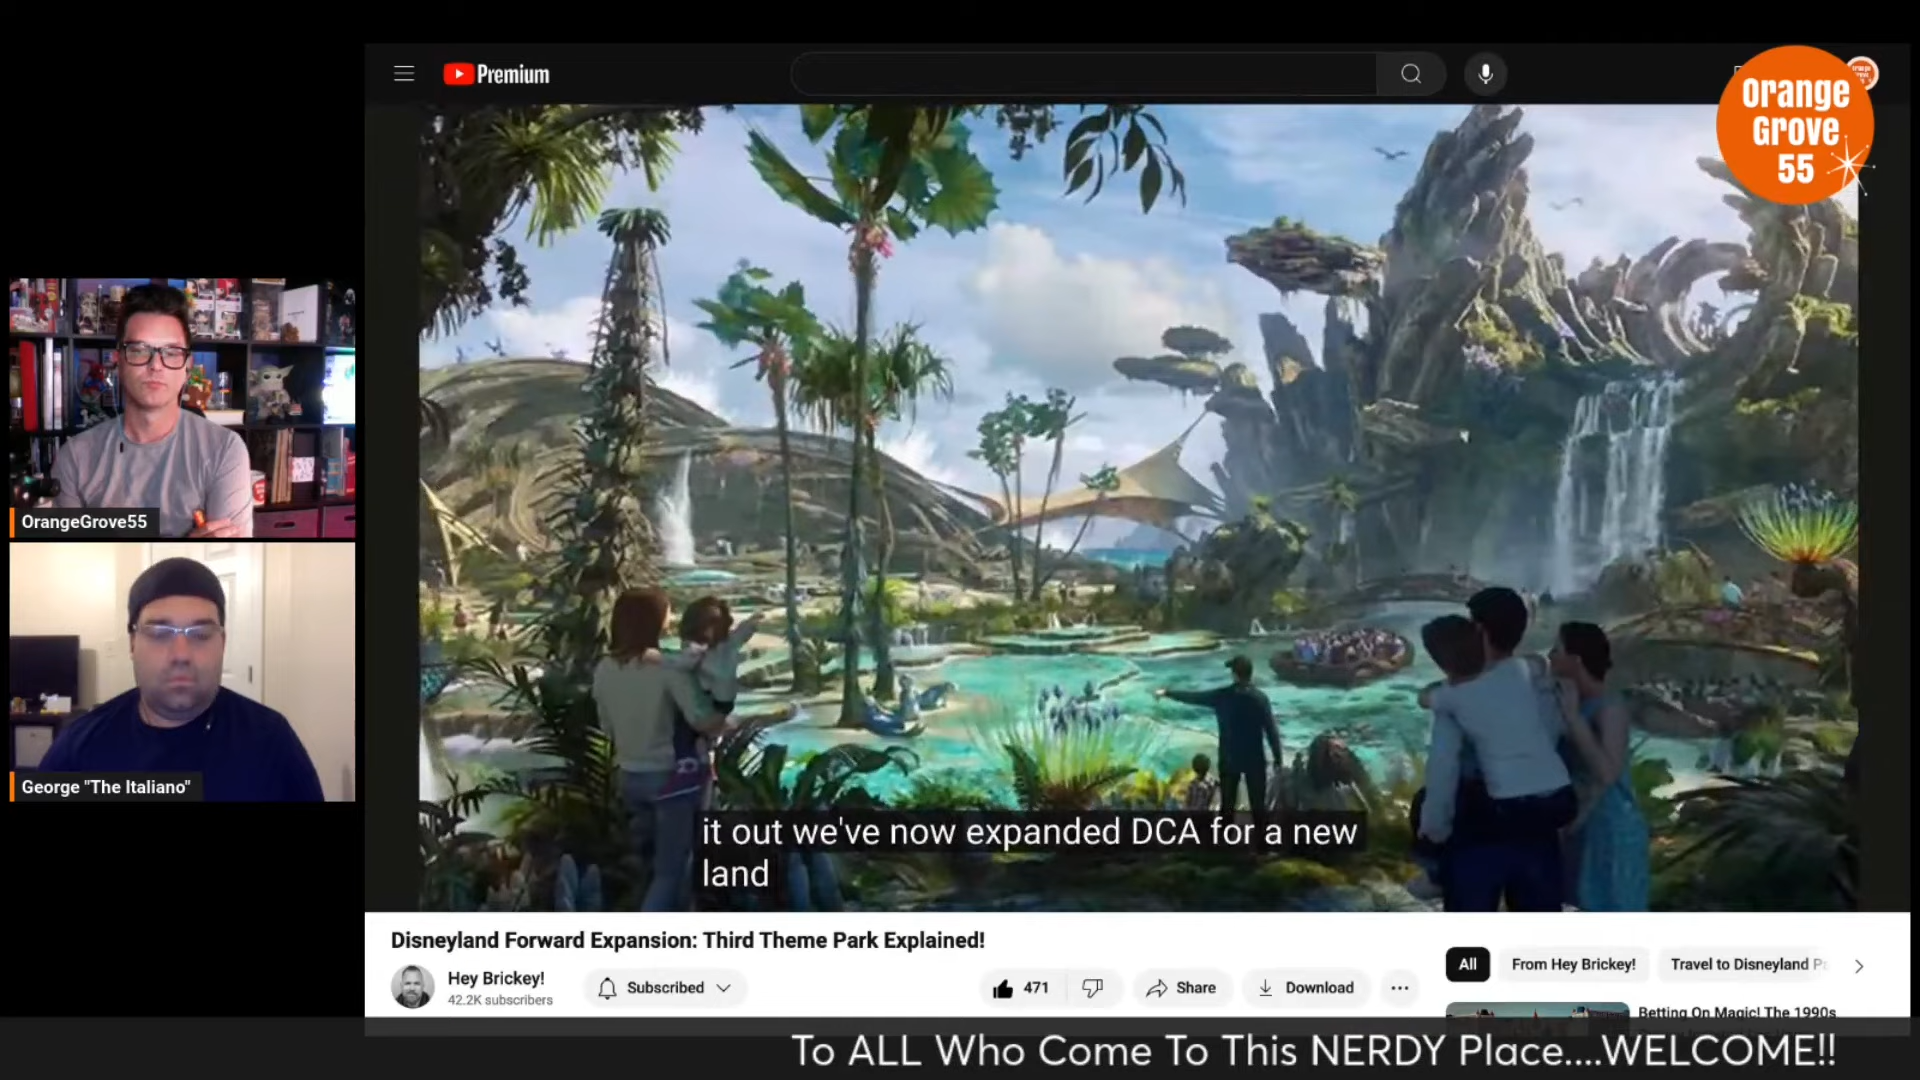 Premium
Orange
Grove
55
OrangeGrove55
George "The Italiano"
it out we've now expanded DCA for a new
land
Disneyland Forward Expansion: Third Theme Park Explained!
Hey Brickey!
42.2K subscribers
Subscribed
471
Share
Download
All
From Hey Brickey!
Travel to Disneyland
Betting On Magic! The 1990s
To ALL Who Come To This NERDY Place....WELCOME!!